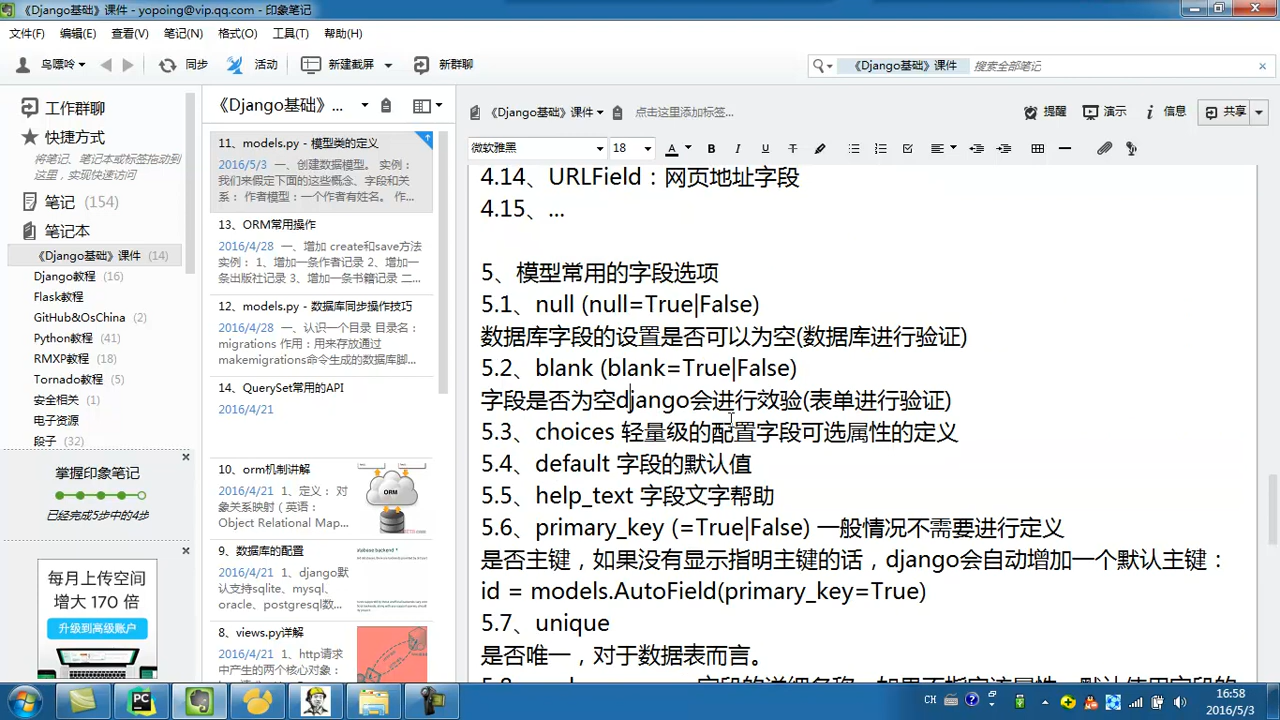 《Django基础》课件 - yopoing@vip.qq.com - 印象笔记
文件(F) 编辑(E) 查看(V) 笔记(N) 格式(O) 工具(T) 帮助(H)
鸟嘌呤 同步 活动 新建截屏 新群聊 《Django基础》课件 搜索全部笔记
工作群聊
快捷方式
将笔记、笔记本或标签拖动到
这里，实现快速访问
笔记 (154)
笔记本
《Django基础》课件 (14)
Django教程 (16)
Flask教程
GitHub&OsChina (2)
Python教程 (41)
RMXP教程 (18)
Tornado教程 (5)
安全相关 (1)
电子资源
段子 (32)
掌握印象笔记
已经完成5步中的4步
每月上传空间
增大 170 倍
升级到高级账户
《Django基础》...
11、models.py - 模型类的定义
2016/5/3 一、创建数据模型。 实例：
我们来假定下面的这些概念、字段和关
系： 作者模型：一个作者有姓名。 作...
13、ORM常用操作
2016/4/28 一、增加 create和save方法
实例： 1、增加一条作者记录 2、增加一
条出版社记录 3、增加一条书籍记录 二...
12、models.py - 数据库同步操作技巧
2016/4/28 一、认识一个目录 目录名：
migrations 作用：用来存放通过
makemigrations命令生成的数据库脚...
14、QuerySet常用的API
2016/4/21
10、orm机制讲解
2016/4/21 1、定义： 对
象关系映射（英语：
Object Relational Map...
ORM
9、数据库的配置
2016/4/21 1、django默
认支持sqlite、mysql,
oracle、postgresql数...
8、views.py详解
2016/4/21 1、http请求
中产生的两个核心对象：
《Django基础》课件 点击这里添加标签... 提醒 演示 信息 共享
微软雅黑 18
4.14、URLField：网页地址字段
4.15、...
5、模型常用的字段选项
5.1、null (null=True|False)
数据库字段的设置是否可以为空(数据库进行验证)
5.2、blank (blank=True|False)
字段是否为空django会进行效验(表单进行验证)
5.3、choices 轻量级的配置字段可选属性的定义
5.4、default 字段的默认值
5.5、help_text 字段文字帮助
5.6、primary_key (=True|False) 一般情况不需要进行定义
是否主键，如果没有显示指明主键的话，django会自动增加一个默认主键：
id = models.AutoField(primary_key=True)
5.7、unique
是否唯一，对于数据表而言。
CH 16:58
2016/5/3